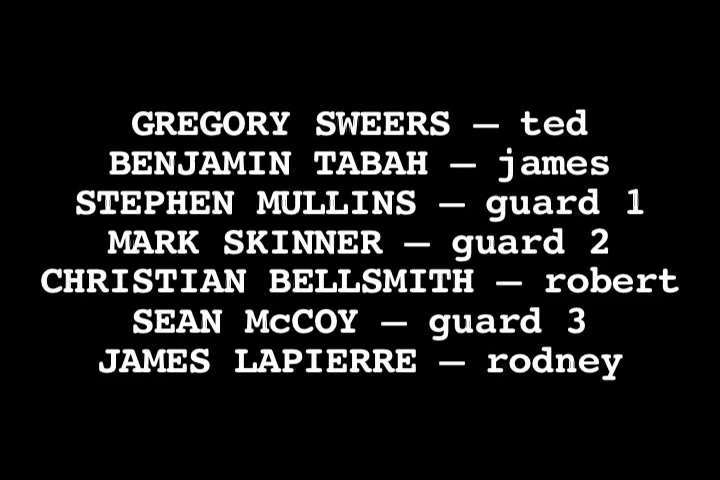 GREGORY SWEERS — ted
BENJAMIN TABAH — james
STEPHEN MULLINS — guard 1
MARK SKINNER — guard 2
CHRISTIAN BELLSMITH — robert
SEAN McCOY — guard 3
JAMES LAPIERRE — rodney